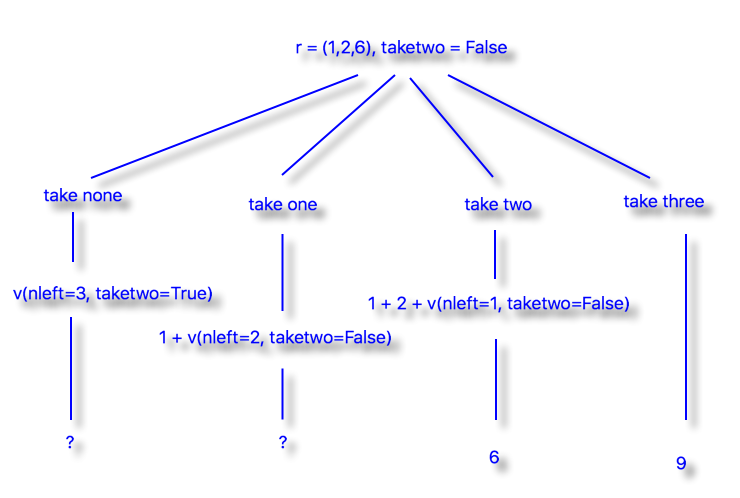 r = (1,2,6), taketwo = False
take none
take one
take two
take three
v(nleft=3, taketwo=True)
1 + 2 + v(nleft=1, taketwo=False)
1 + v(nleft=2, taketwo=False)
?
?
6
9